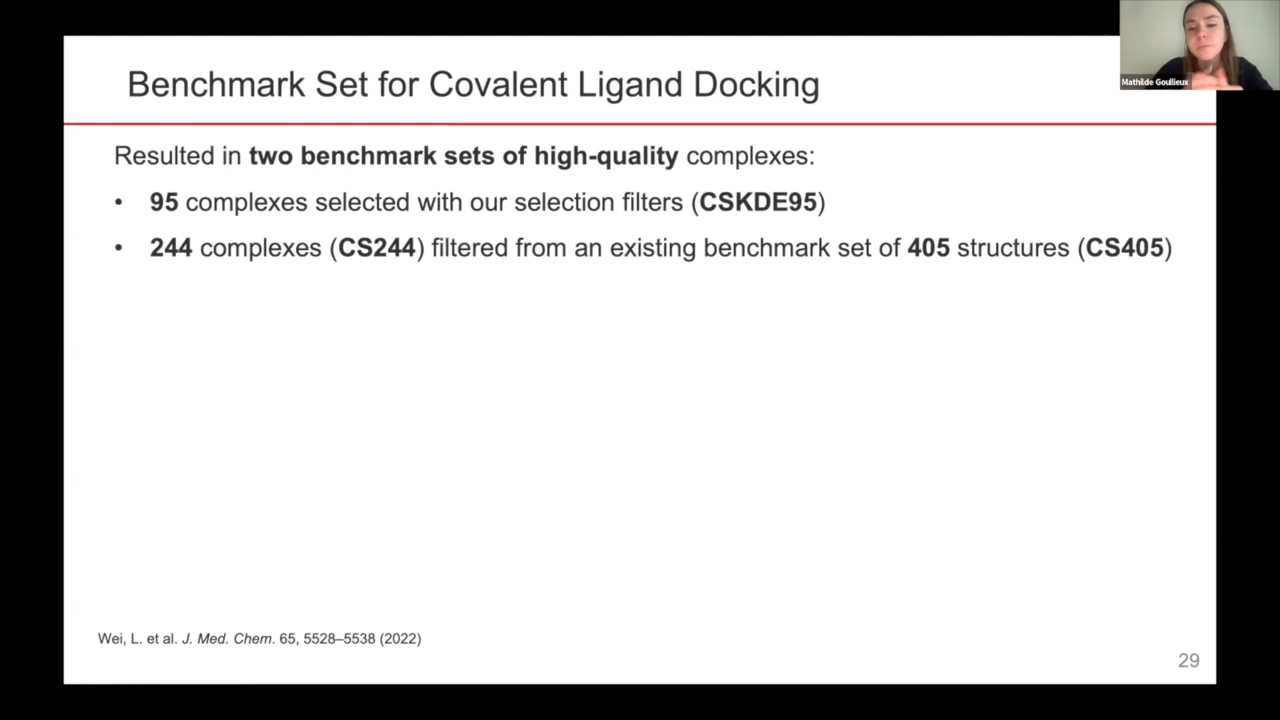 Benchmark Set for Covalent Ligand Docking
Mathilde Goullieux
Resulted in two benchmark sets of high-quality complexes:
• 95 complexes selected with our selection filters (CSKDE95)
• 244 complexes (CS244) filtered from an existing benchmark set of 405 structures (CS405)
Wei, L. et al. J. Med. Chem. 65, 5528–5538 (2022)
29